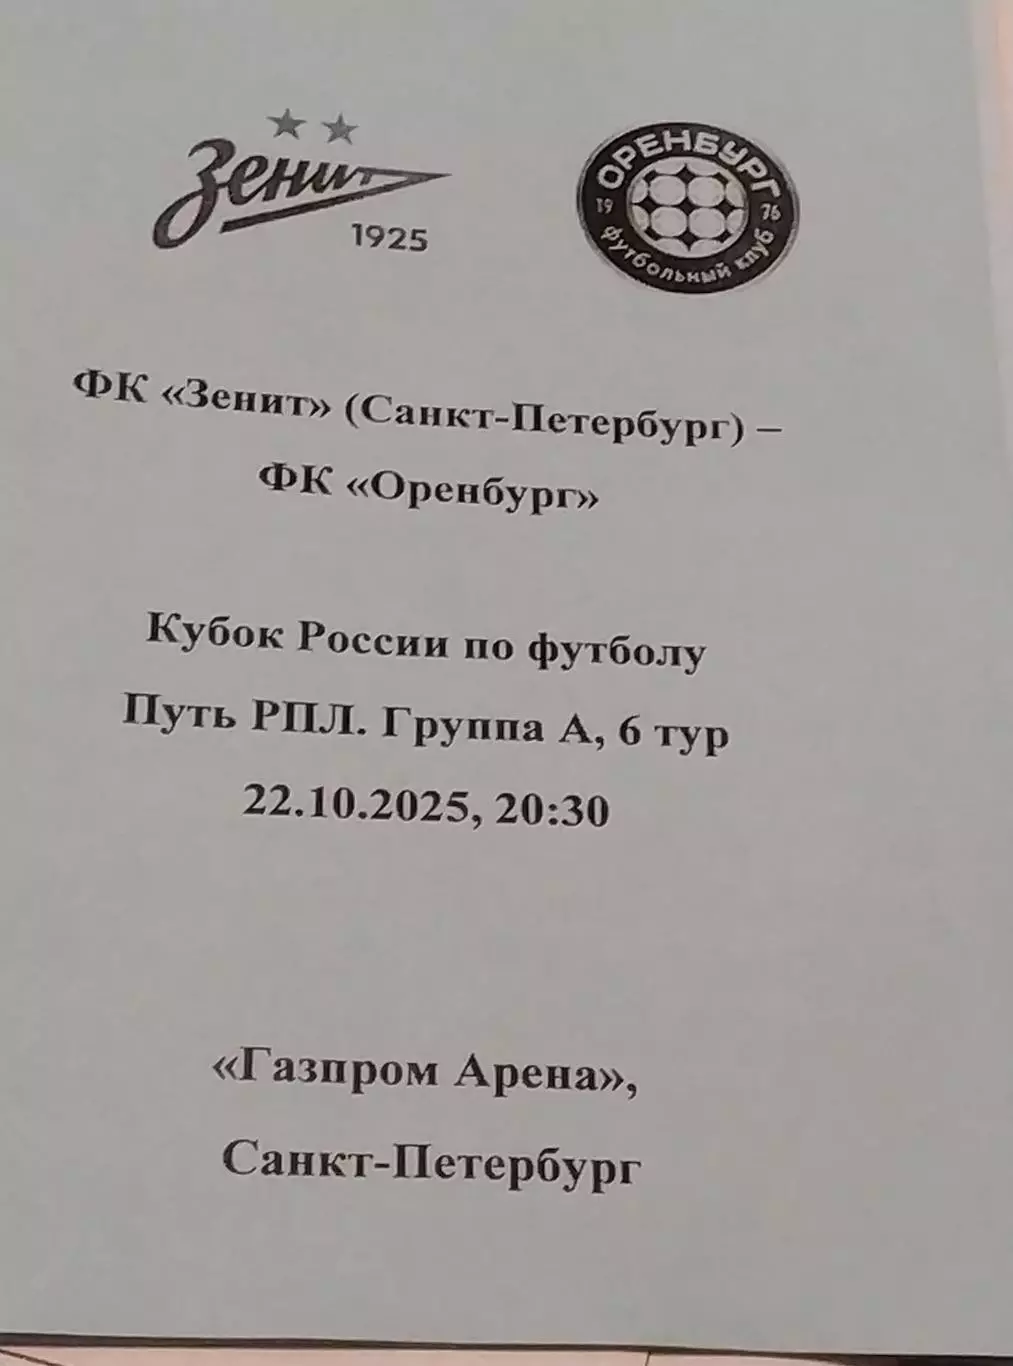 Зенит
1925
ОРЕНБУРГ
19 76
футбольный клуб
ФК «Зенит» (Санкт-Петербург) –
ФК «Оренбург»
Кубок России по футболу
Путь РПЛ. Группа А, 6 тур
22.10.2025, 20:30
«Газпром Арена»,
Санкт-Петербург